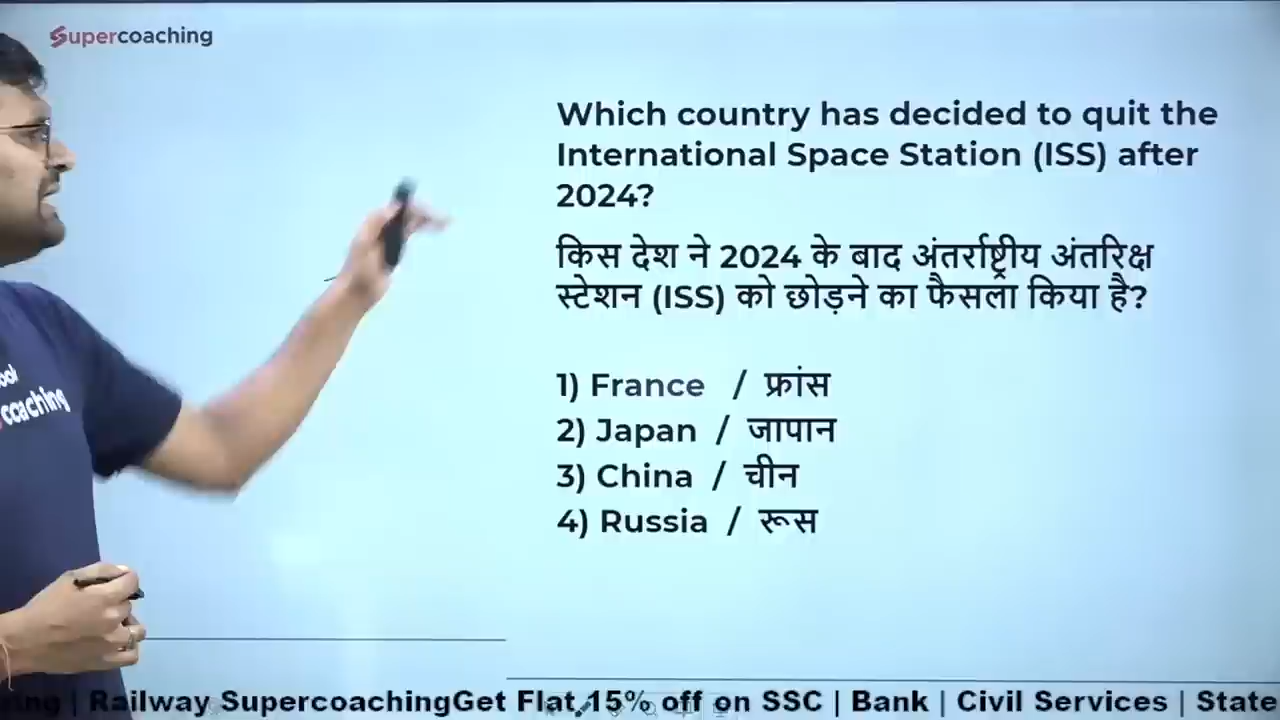 Supercoaching
Which country has decided to quit the
International Space Station (ISS) after
2024?
किस देश ने 2024 के बाद अंतर्राष्ट्रीय अंतरिक्ष
स्टेशन (ISS) को छोड़ने का फैसला किया है?
1) France / फ्रांस
2) Japan / जापान
3) China / चीन
4) Russia / रूस
coaching
| Railway SupercoachingGet Flat 15% off on SSC | Bank | Civil Services | State